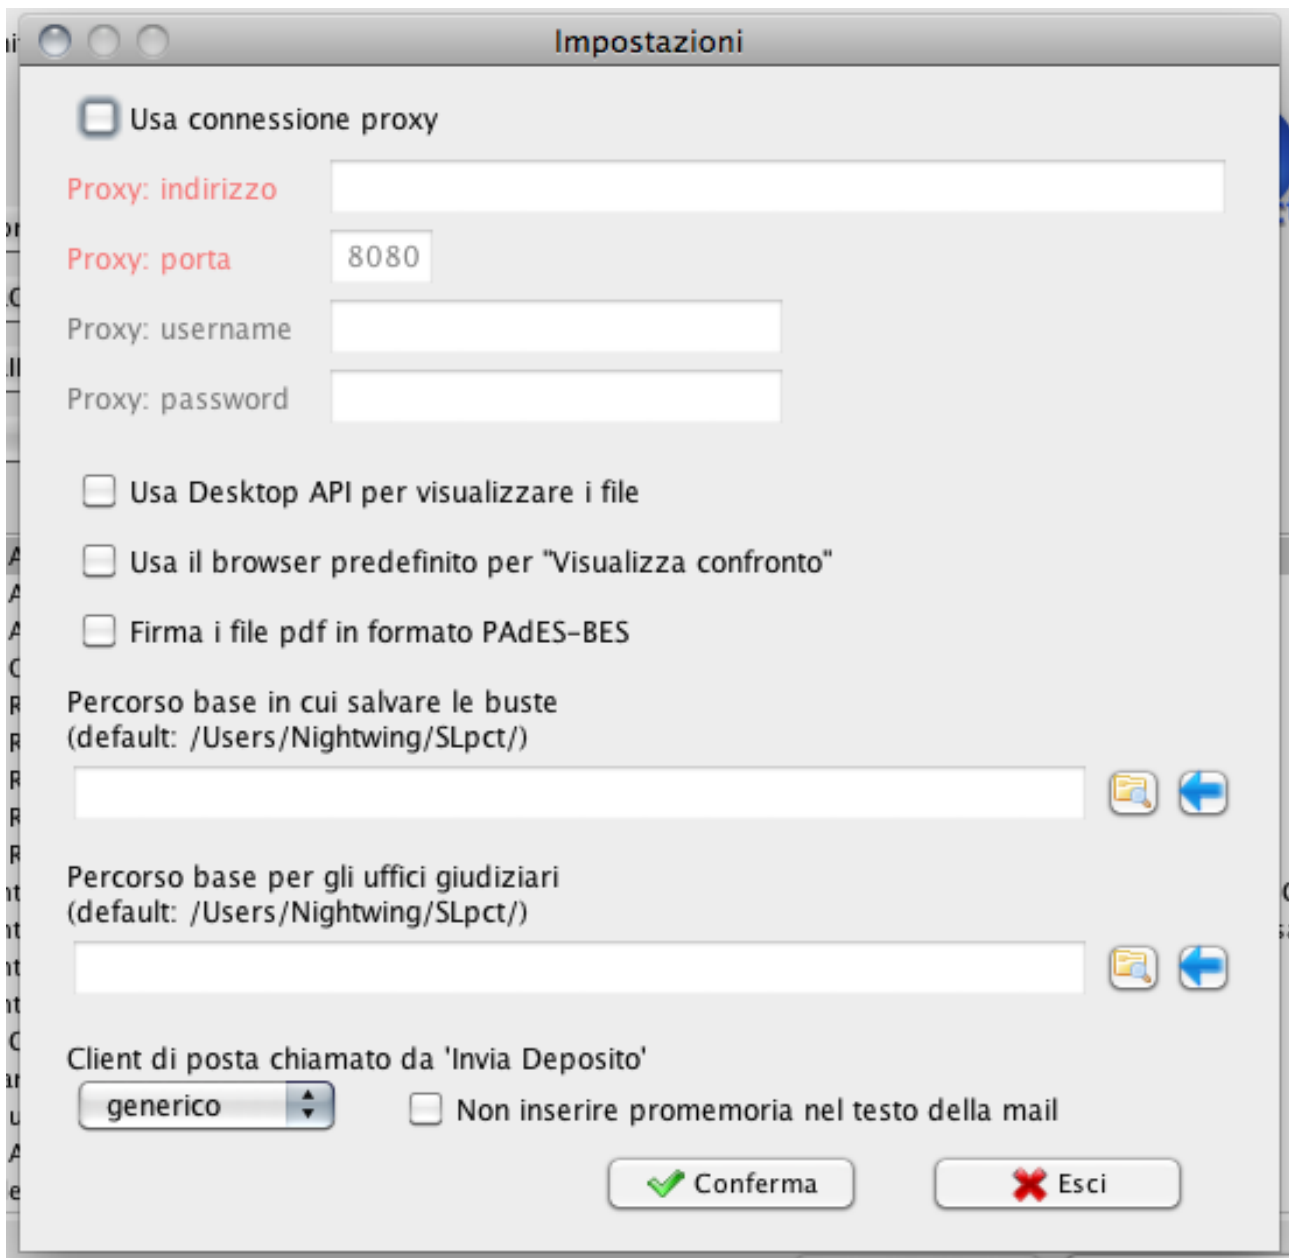 Impostazioni
Usa connessione proxy
Proxy: indirizzo
Proxy: porta 8080
Proxy: username
Proxy: password
Usa Desktop API per visualizzare i file
Usa il browser predefinito per "Visualizza confronto"
Firma i file pdf in formato PAdES-BES
Percorso base in cui salvare le buste
(default: /Users/Nightwing/SLpct/)
Percorso base per gli uffici giudiziari
(default: /Users/Nightwing/SLpct/)
Client di posta chiamato da 'Invia Deposito'
generico Non inserire promemoria nel testo della mail
Conferma Esci